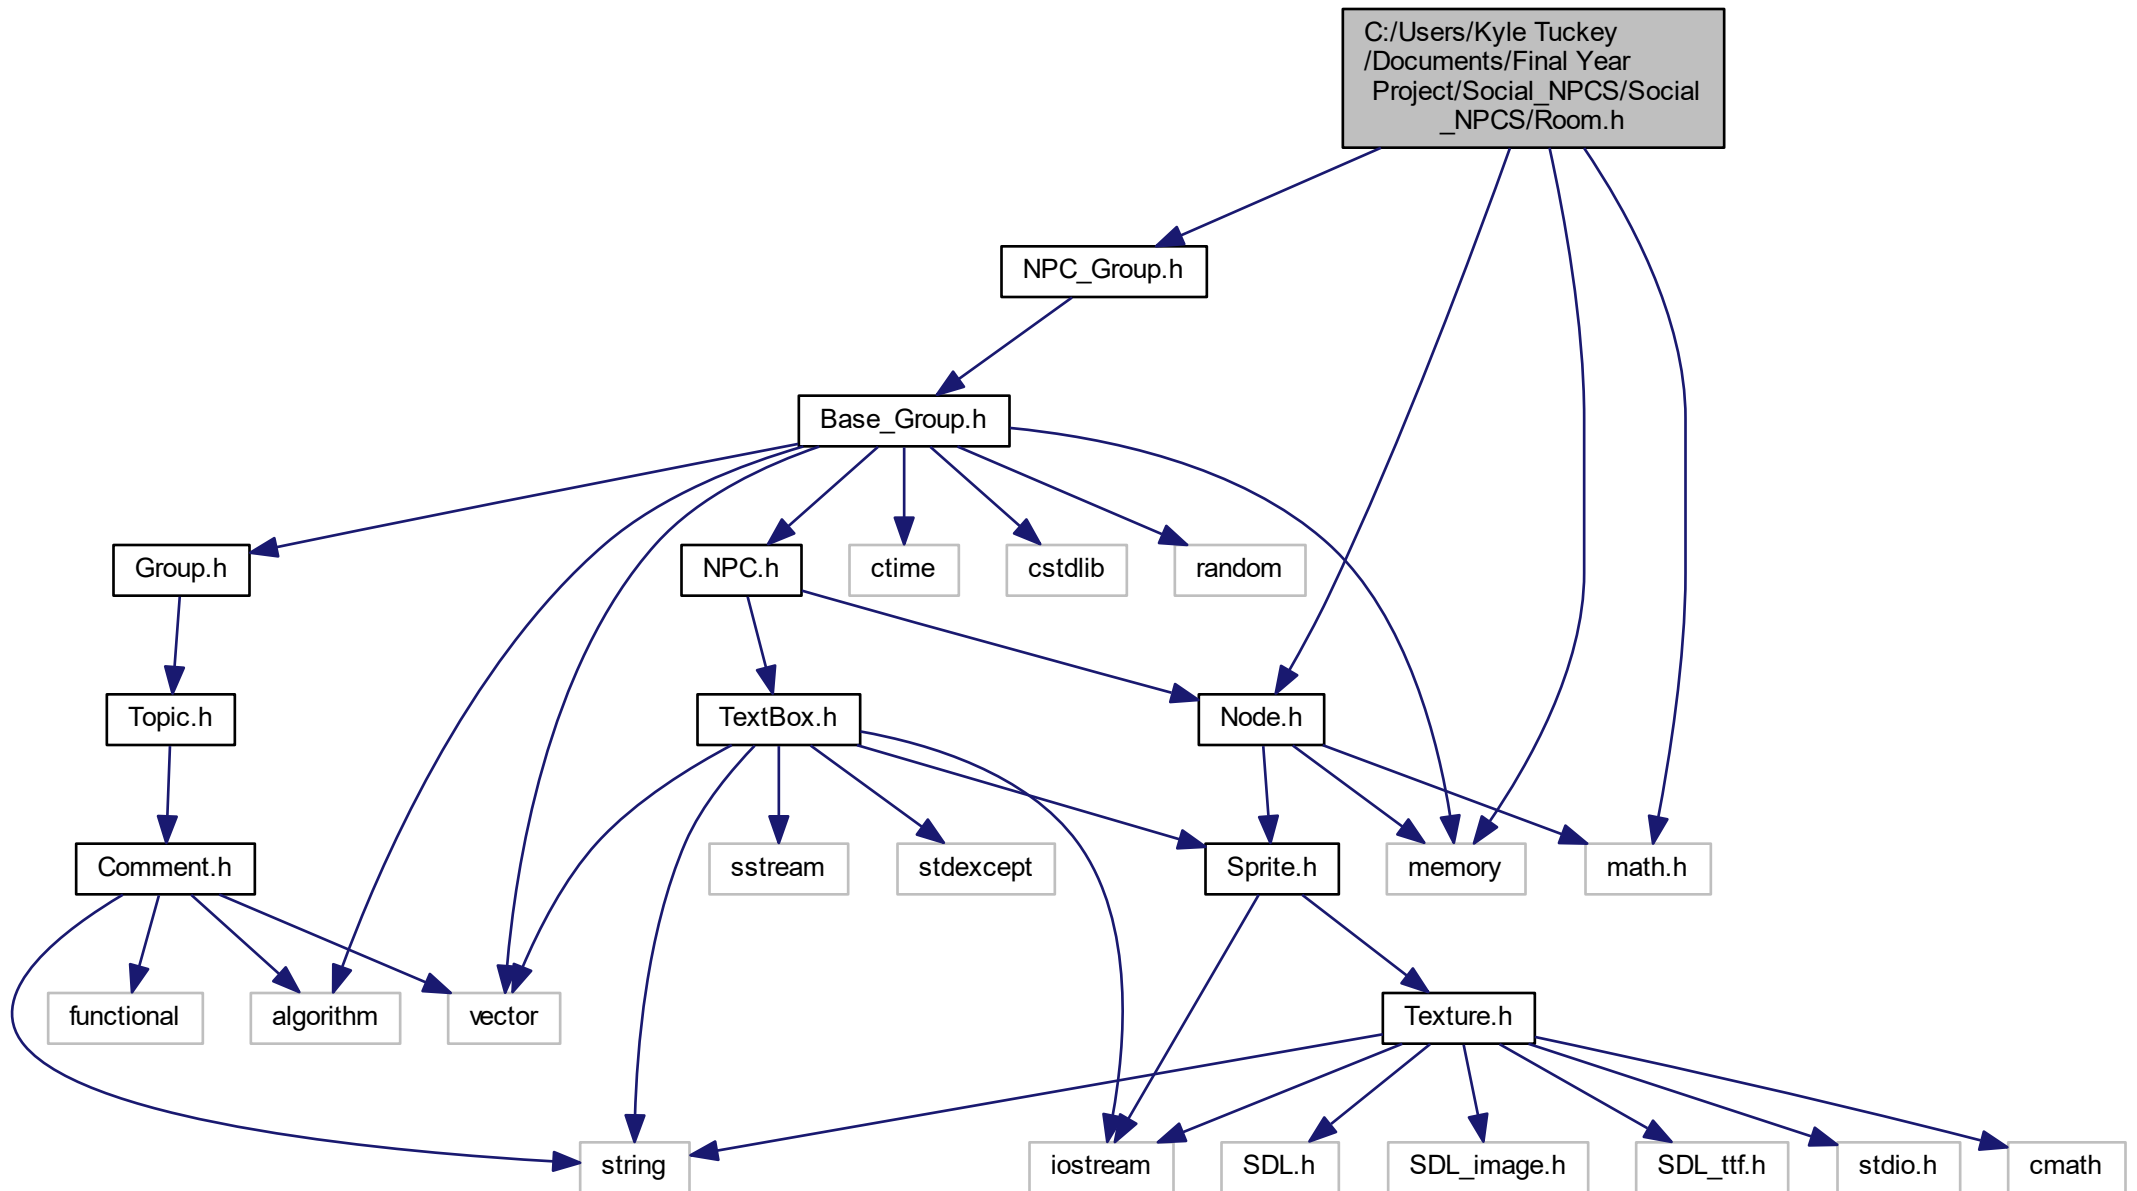 C:/Users/Kyle Tuckey
/Documents/Final Year
Project/Social_NPCS/Social
_NPCS/Room.h
NPC_Group.h
Base_Group.h
Group.h
NPC.h
ctime
cstdlib
random
Topic.h
TextBox.h
Node.h
Comment.h
sstream
stdexcept
Sprite.h
memory
math.h
functional
algorithm
vector
Texture.h
string
iostream
SDL.h
SDL_image.h
SDL_ttf.h
stdio.h
cmath